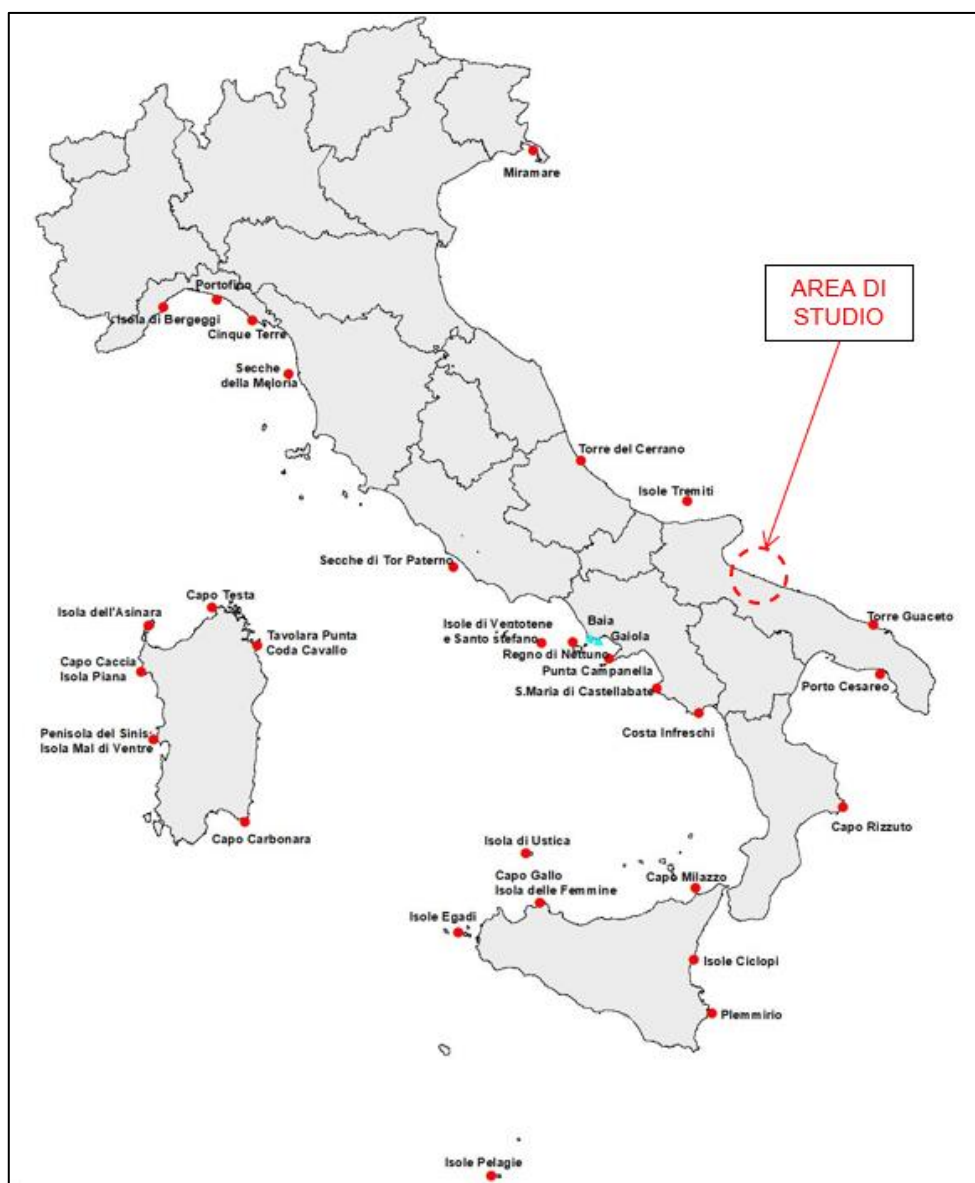 Miramare
AREA DI
STUDIO
Portofino
Isola di Bergeggi
Cinque Terre
Secche
della Meloria
Torre del Cerrano
Isole Tremiti
Secche di Tor Paterno
Capo Testa
Isola dell'Asinara
Isole di Ventotene
e Santo stefano
Baia
Gaiola
Torre Guaceto
Tavolara Punta
Coda Cavallo
Regno di Nettuno
Capo Caccia
Isola Piana
Punta Campanella
Porto Cesareo
S.Maria di Castellabate
Penisola del Sinis-
Isola Mal di Ventre
Costa Infreschi
Capo Carbonara
Capo Rizzuto
Isola di Ustica
Capo Gallo
Isola delle Femmine
Capo Milazzo
Isole Egadi
Isole Ciclopi
Plemmirio
Isole Pelagie